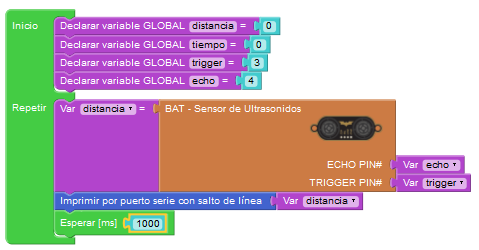 Inicio
Declarar variable GLOBAL distancia = 0
Declarar variable GLOBAL tiempo = 0
Declarar variable GLOBAL trigger = 3
Declarar variable GLOBAL echo = 4
Repetir
Var distancia = BAT - Sensor de Ultrasonidos
ECHO PIN# Var echo
TRIGGER PIN# Var trigger
Imprimir por puerto serie con salto de línea Var distancia
Esperar [ms] 1000